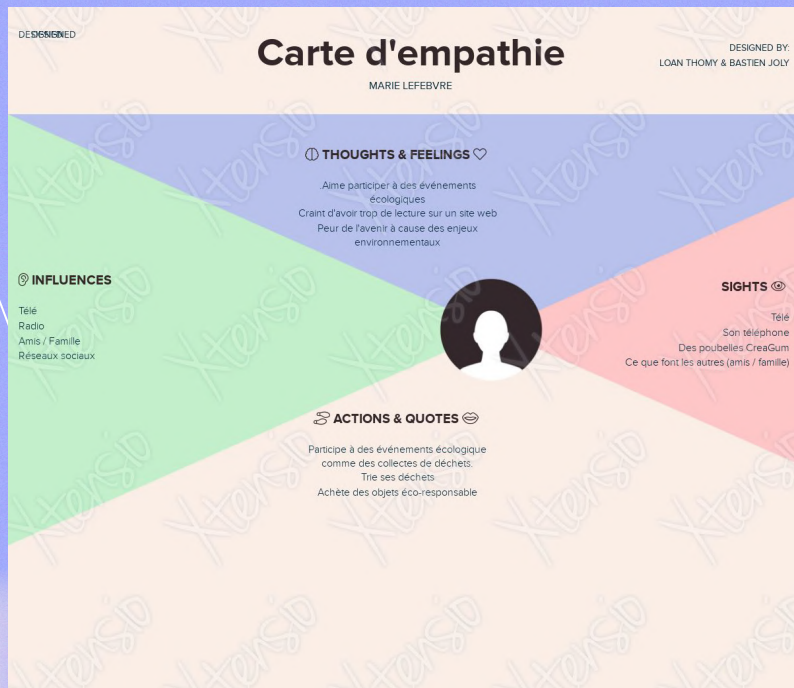 DESIGNED
Carte d'empathie
MARIE LEFEBVRE
DESIGNED BY:
LOAN THOMY & BASTIEN JOLY
THOUGHTS & FEELINGS
.Aime participer à des événements
écologiques
Craint d'avoir trop de lecture sur un site web
Peur de l'avenir à cause des enjeux
environnementaux
INFLUENCES
Télé
Radio
Amis / Famille
Réseaux sociaux
SIGHTS
Télé
Son téléphone
Des poubelles CreaGum
Ce que font les autres (amis / famille)
ACTIONS & QUOTES
Participe à des événements écologique
comme des collectes de déchets.
Trie ses déchets
Achète des objets éco-responsable
Xtensio